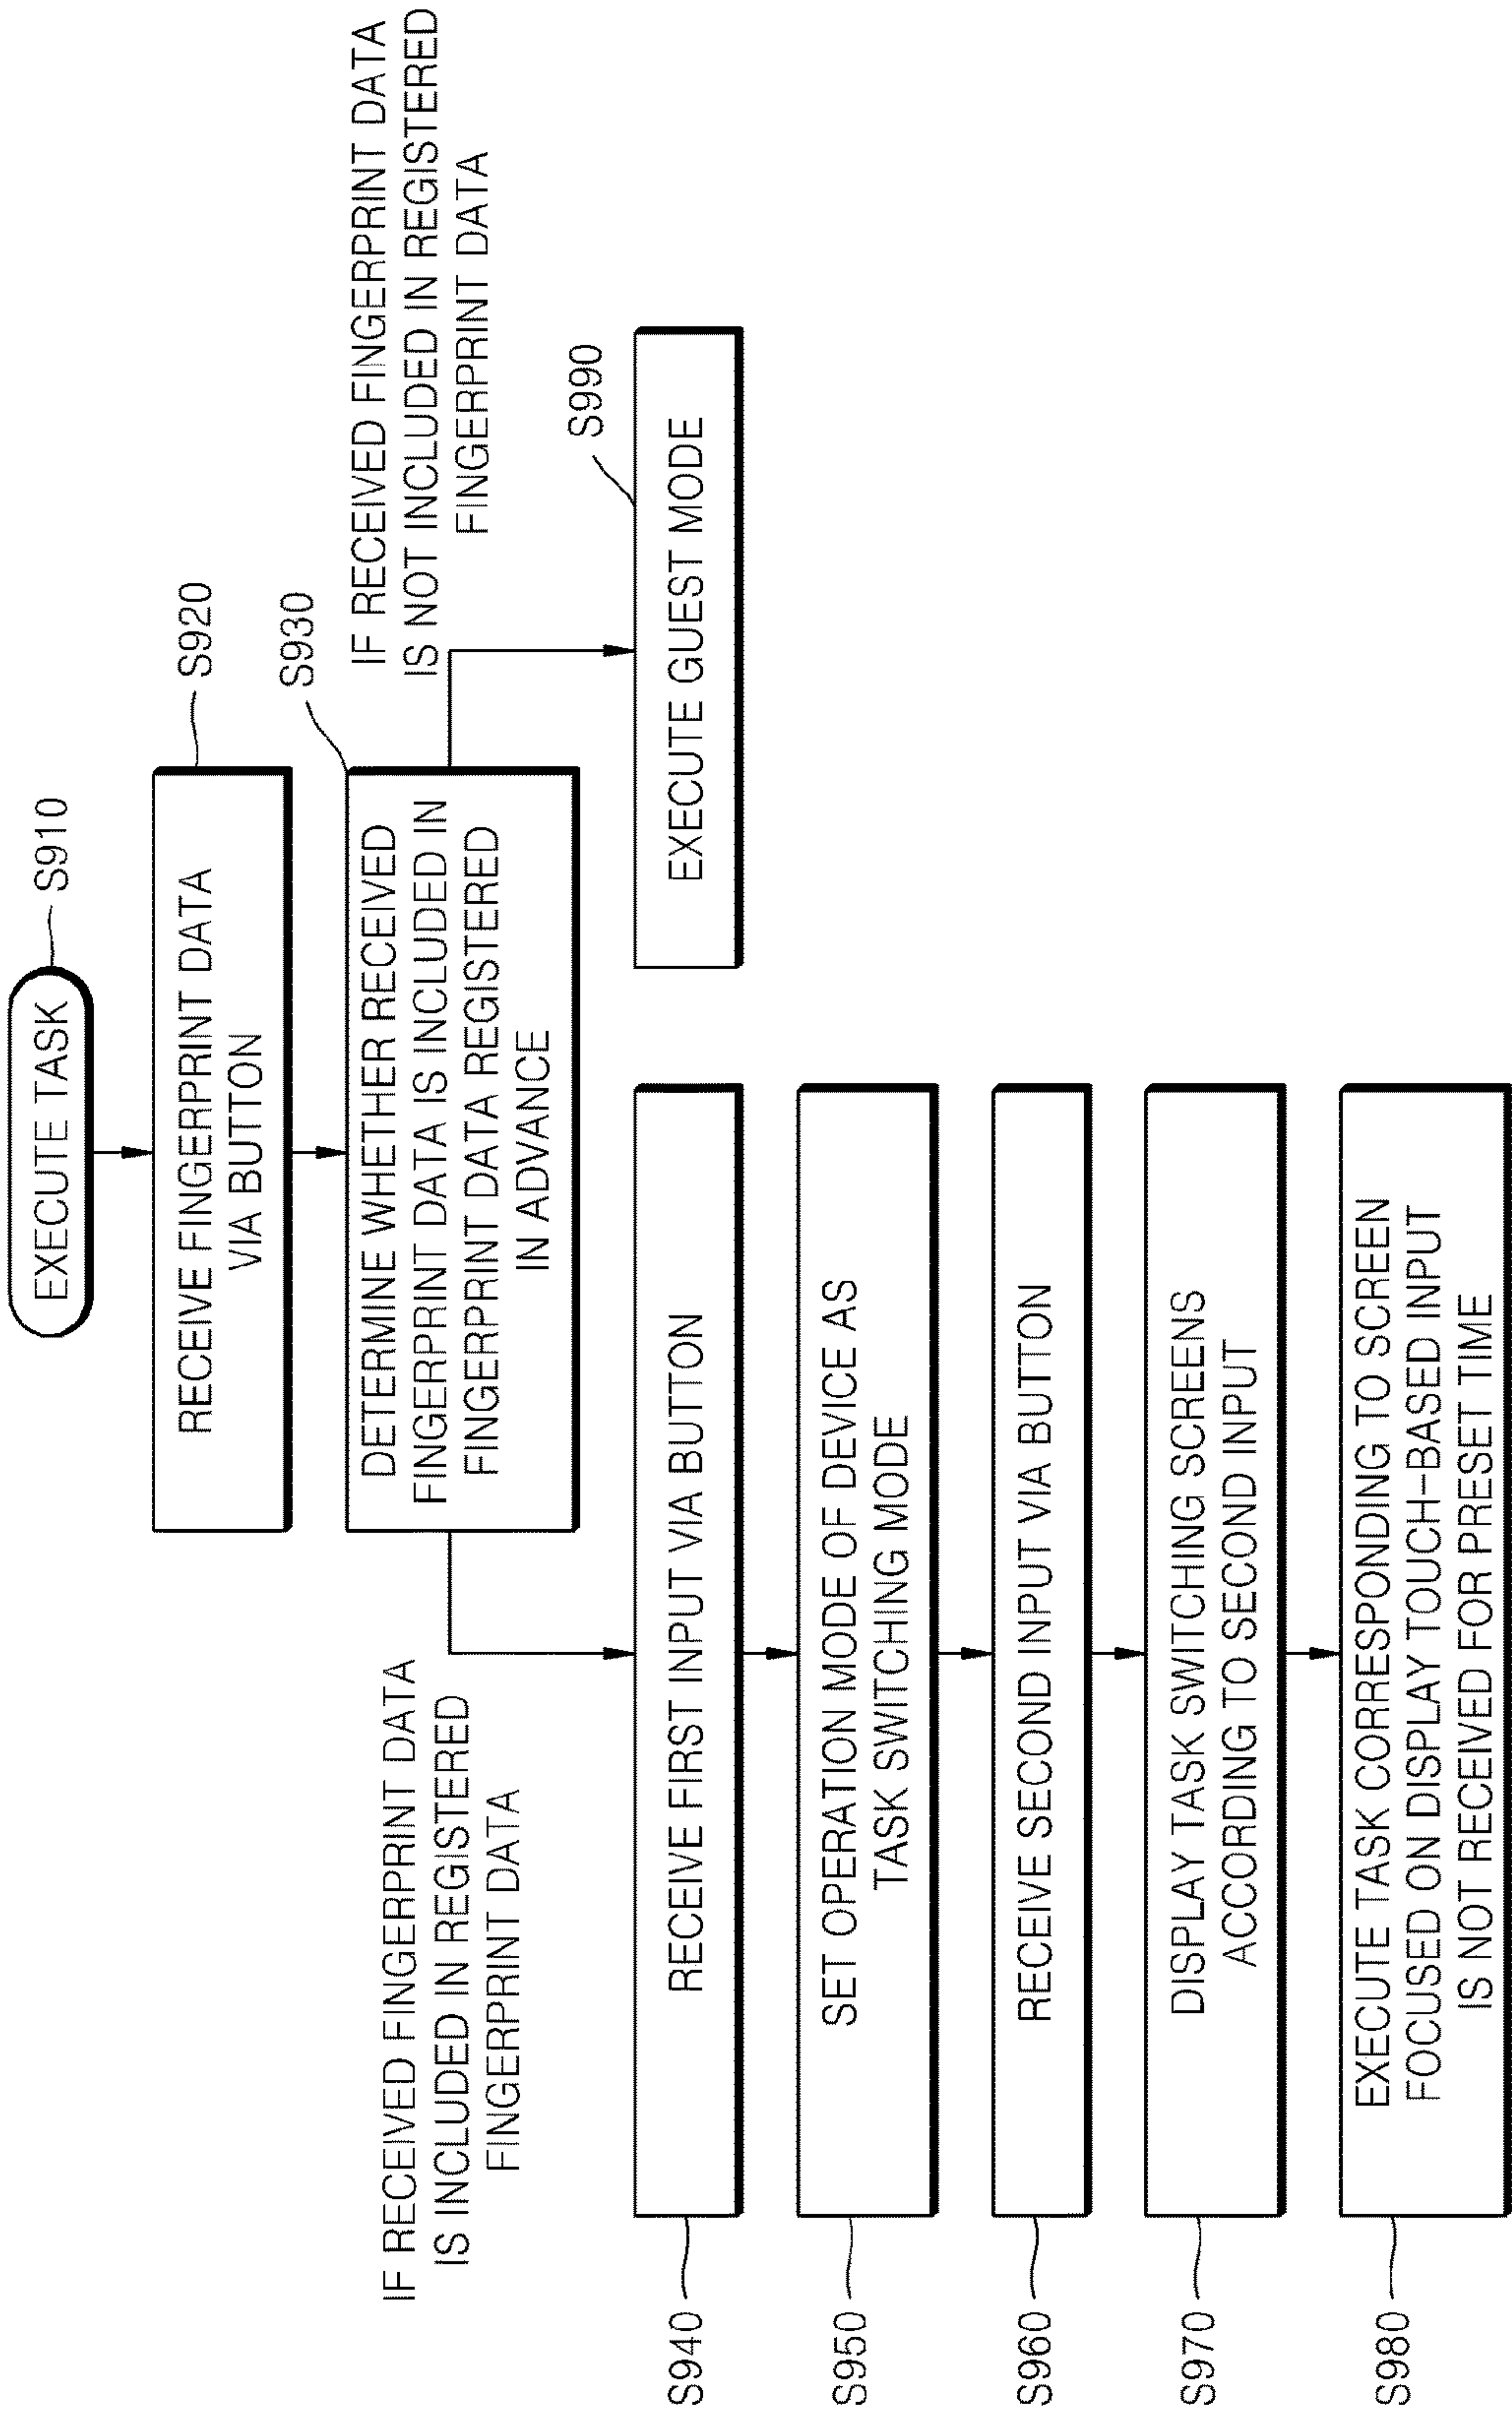 EXECUTE TASK
S910
RECEIVE FINGERPRINT DATA
VIA BUTTON
S920
DETERMINE WHETHER RECEIVED
FINGERPRINT DATA IS INCLUDED IN
FINGERPRINT DATA REGISTERED
IN ADVANCE
S930
IF RECEIVED FINGERPRINT DATA
IS INCLUDED IN REGISTERED
FINGERPRINT DATA
IF RECEIVED FINGERPRINT DATA
IS NOT INCLUDED IN REGISTERED
FINGERPRINT DATA
S940
RECEIVE FIRST INPUT VIA BUTTON
EXECUTE GUEST MODE
S990
S950
SET OPERATION MODE OF DEVICE AS
TASK SWITCHING MODE
S960
RECEIVE SECOND INPUT VIA BUTTON
S970
DISPLAY TASK SWITCHING SCREENS
ACCORDING TO SECOND INPUT
S980
EXECUTE TASK CORRESPONDING TO SCREEN
FOCUSED ON DISPLAY TOUCH-BASED INPUT
IS NOT RECEIVED FOR PRESET TIME